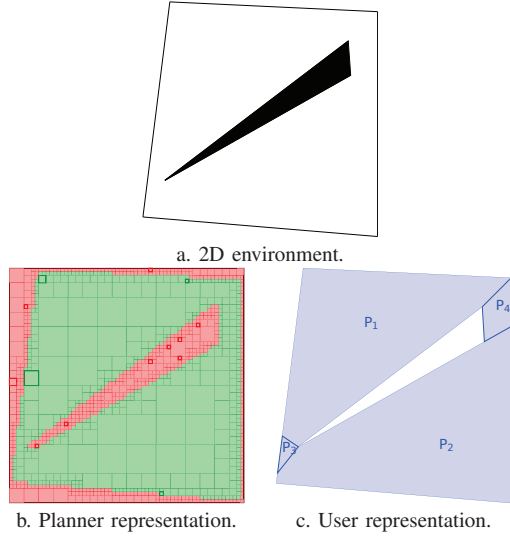 a. 2D environment.
P1
P4
P3
P2
b. Planner representation.
c. User representation.